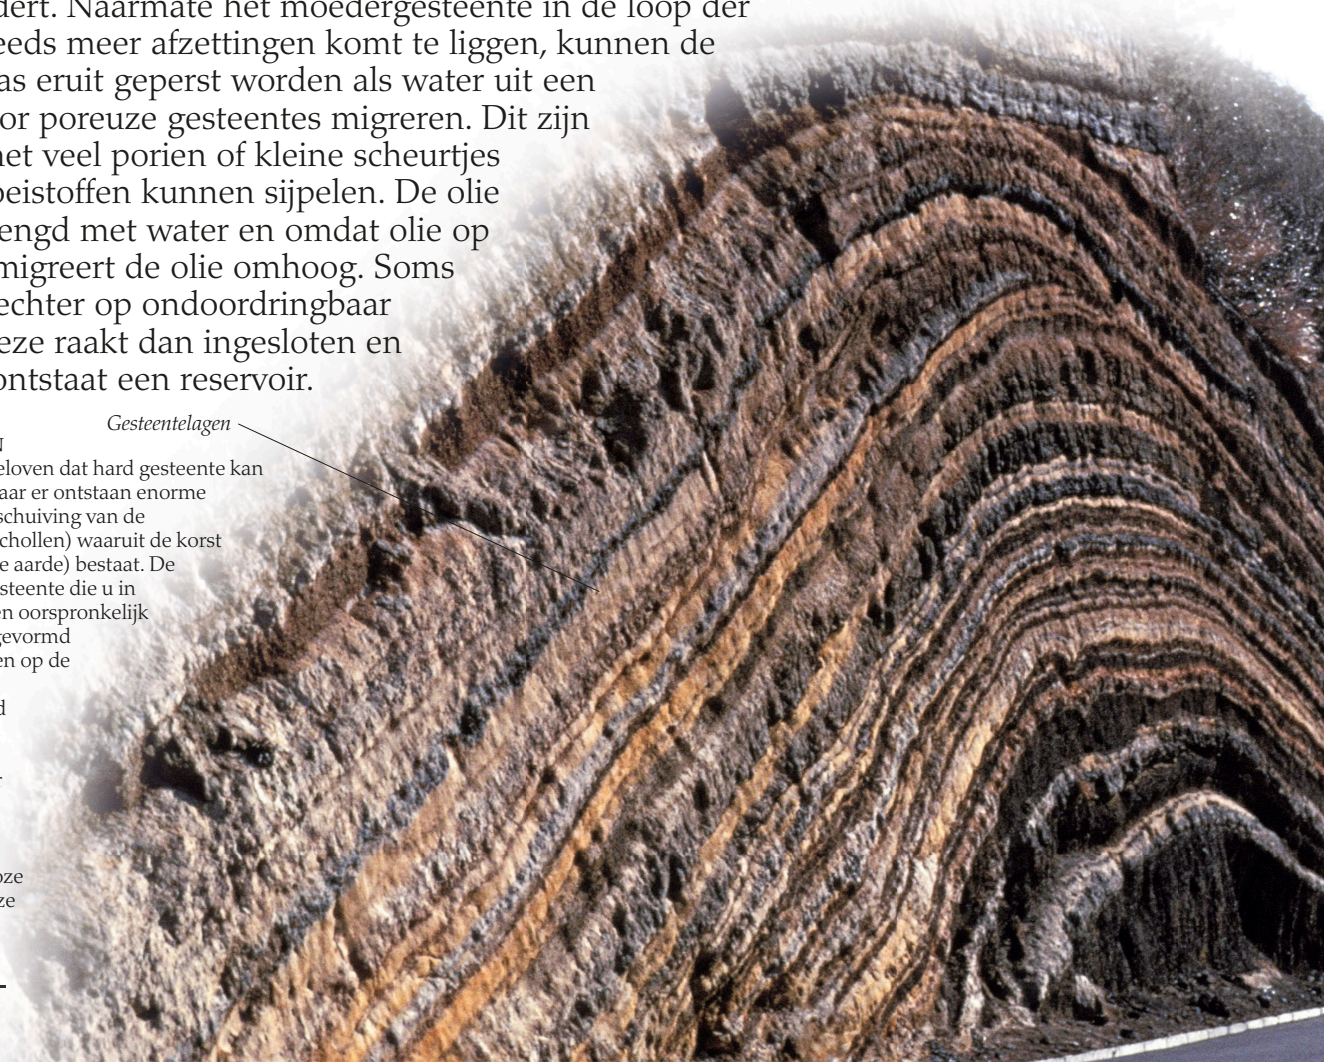 dert. Naarmate het moedergesteente in de loop der
eeds meer afzettingen komt te liggen, kunnen de
as eruit geperst worden als water uit een
or poreuze gesteentes migreren. Dit zijn
et veel porien of kleine scheurtjes
oeistoffen kunnen sijpelen. De olie
engd met water en omdat olie op
migreert de olie omhoog. Soms
echter op ondoordringbaar
eze raakt dan ingesloten en
ontstaat een reservoir.
Gesteentelagen
N
eloven dat hard gesteente kan
aar er ontstaan enorme
schuiving van de
chollen) waaruit de korst
e aarde) bestaat. De
steente die u in
en oorspronkelijk
gevormd
en op de
d
oze
ze